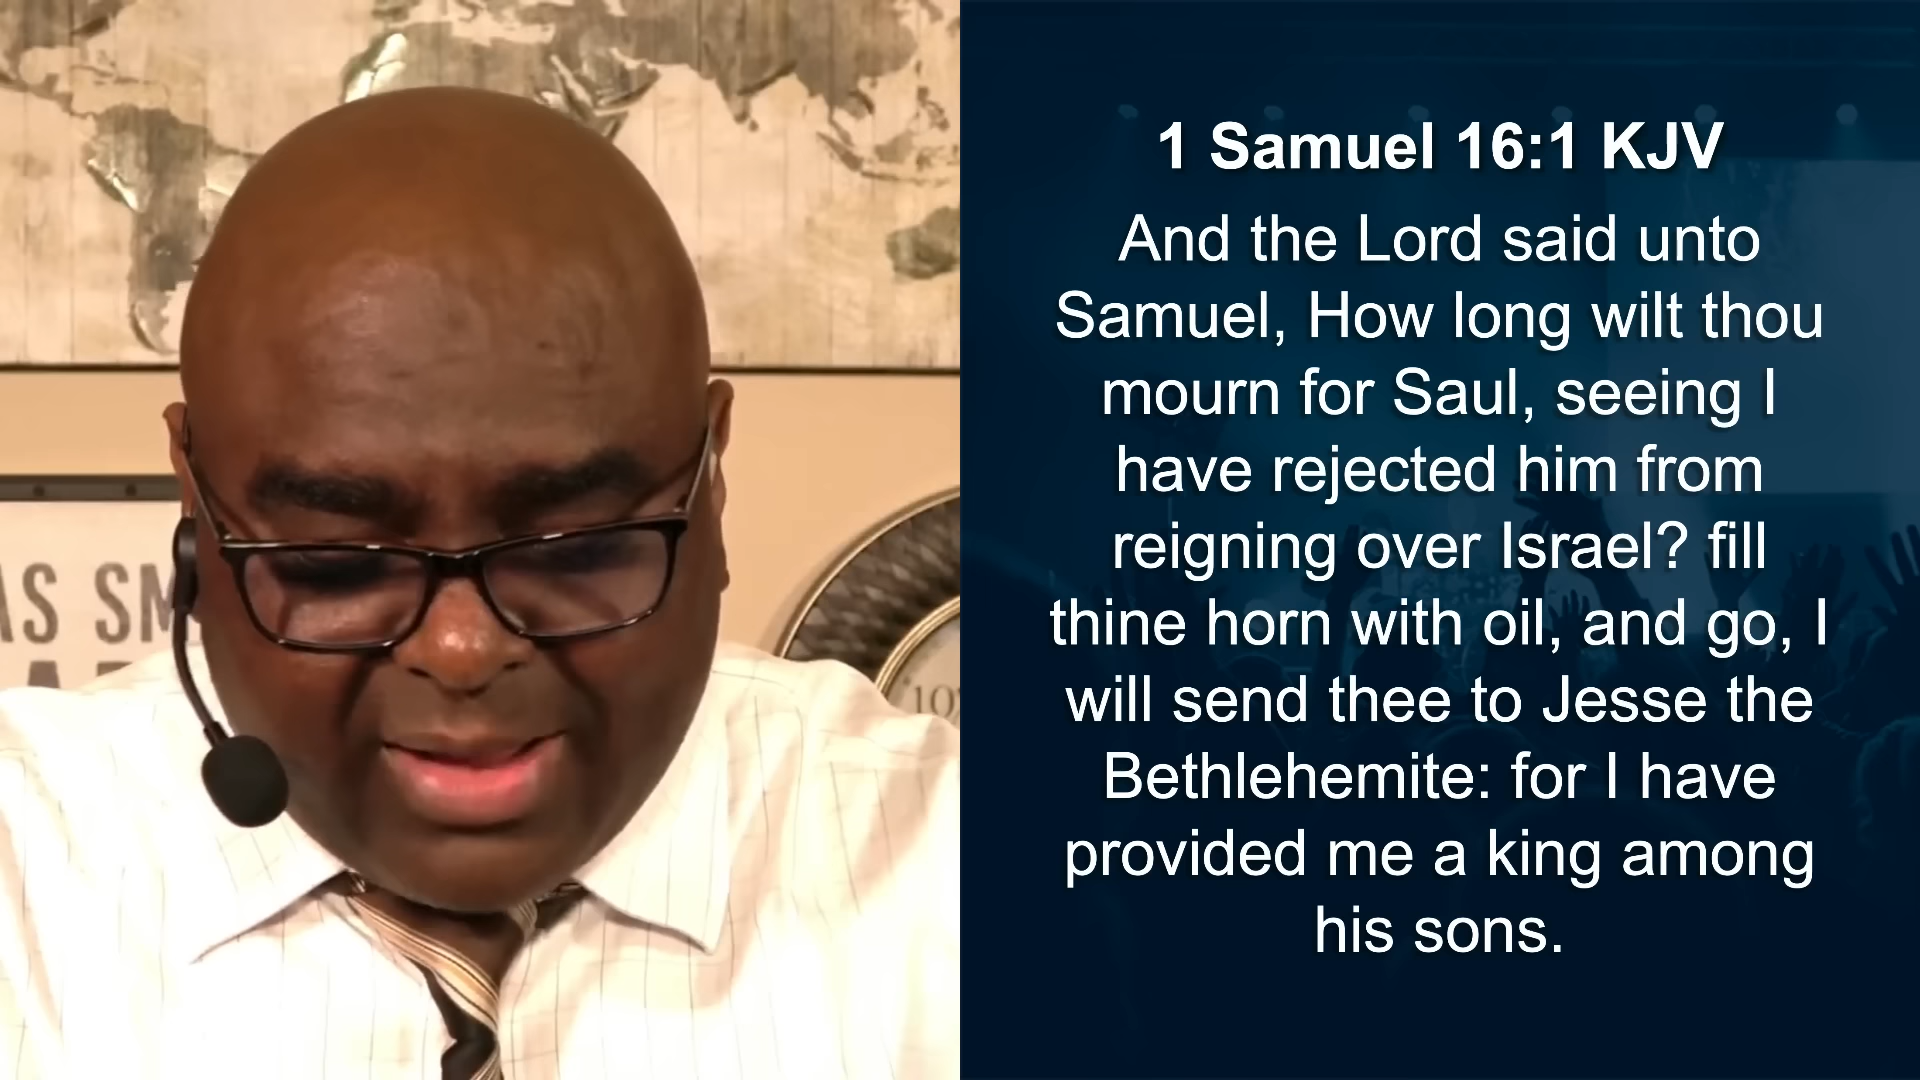 AS SM
1 Samuel 16:1 KJV
And the Lord said unto
Samuel, How long wilt thou
mourn for Saul, seeing I
have rejected him from
reigning over Israel? fill
thine horn with oil, and go, I
will send thee to Jesse the
Bethlehemite: for I have
provided me a king among
his sons.